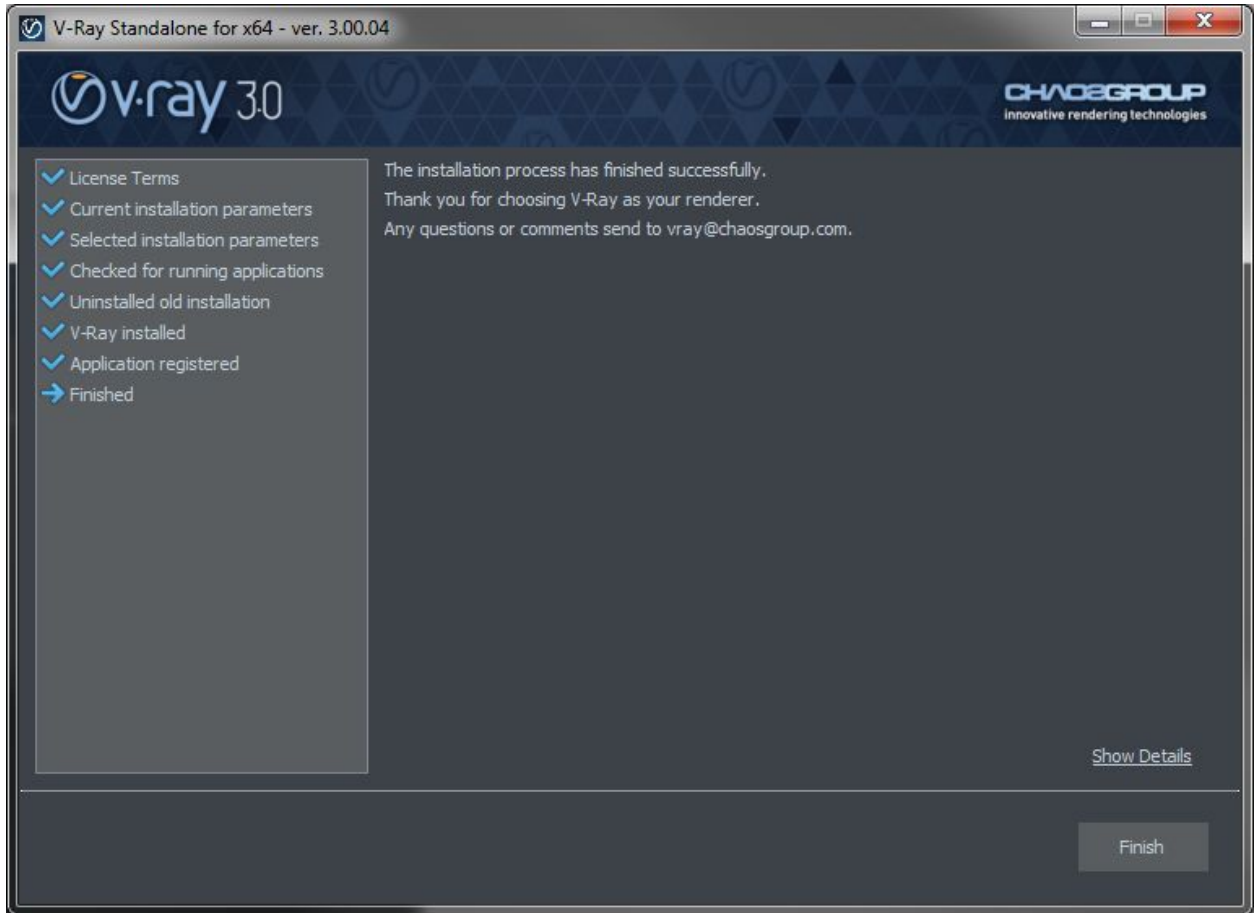 V-Ray Standalone for x64 - ver. 3.00.04
v·ray 3.0
CHAOSGROUP
innovative rendering technologies
License Terms
Current installation parameters
Selected installation parameters
Checked for running applications
Uninstalled old installation
V-Ray installed
Application registered
Finished
The installation process has finished successfully.
Thank you for choosing V-Ray as your renderer.
Any questions or comments send to vray@chaosgroup.com.
Show Details
Finish